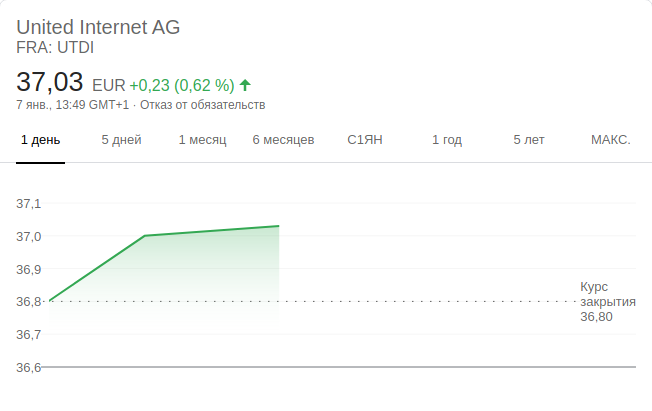 United Internet AG
FRA: UTDI
37,03 EUR +0,23 (0,62 %)
7 янв., 13:49 GMT+1 · Отказ от обязательств
1 день 5 дней 1 месяц 6 месяцев С1ЯН 1 год 5 лет МАКС.
37,1
37,0
36,9
36,8
36,7
36,6
Курс
закрытия
36,80